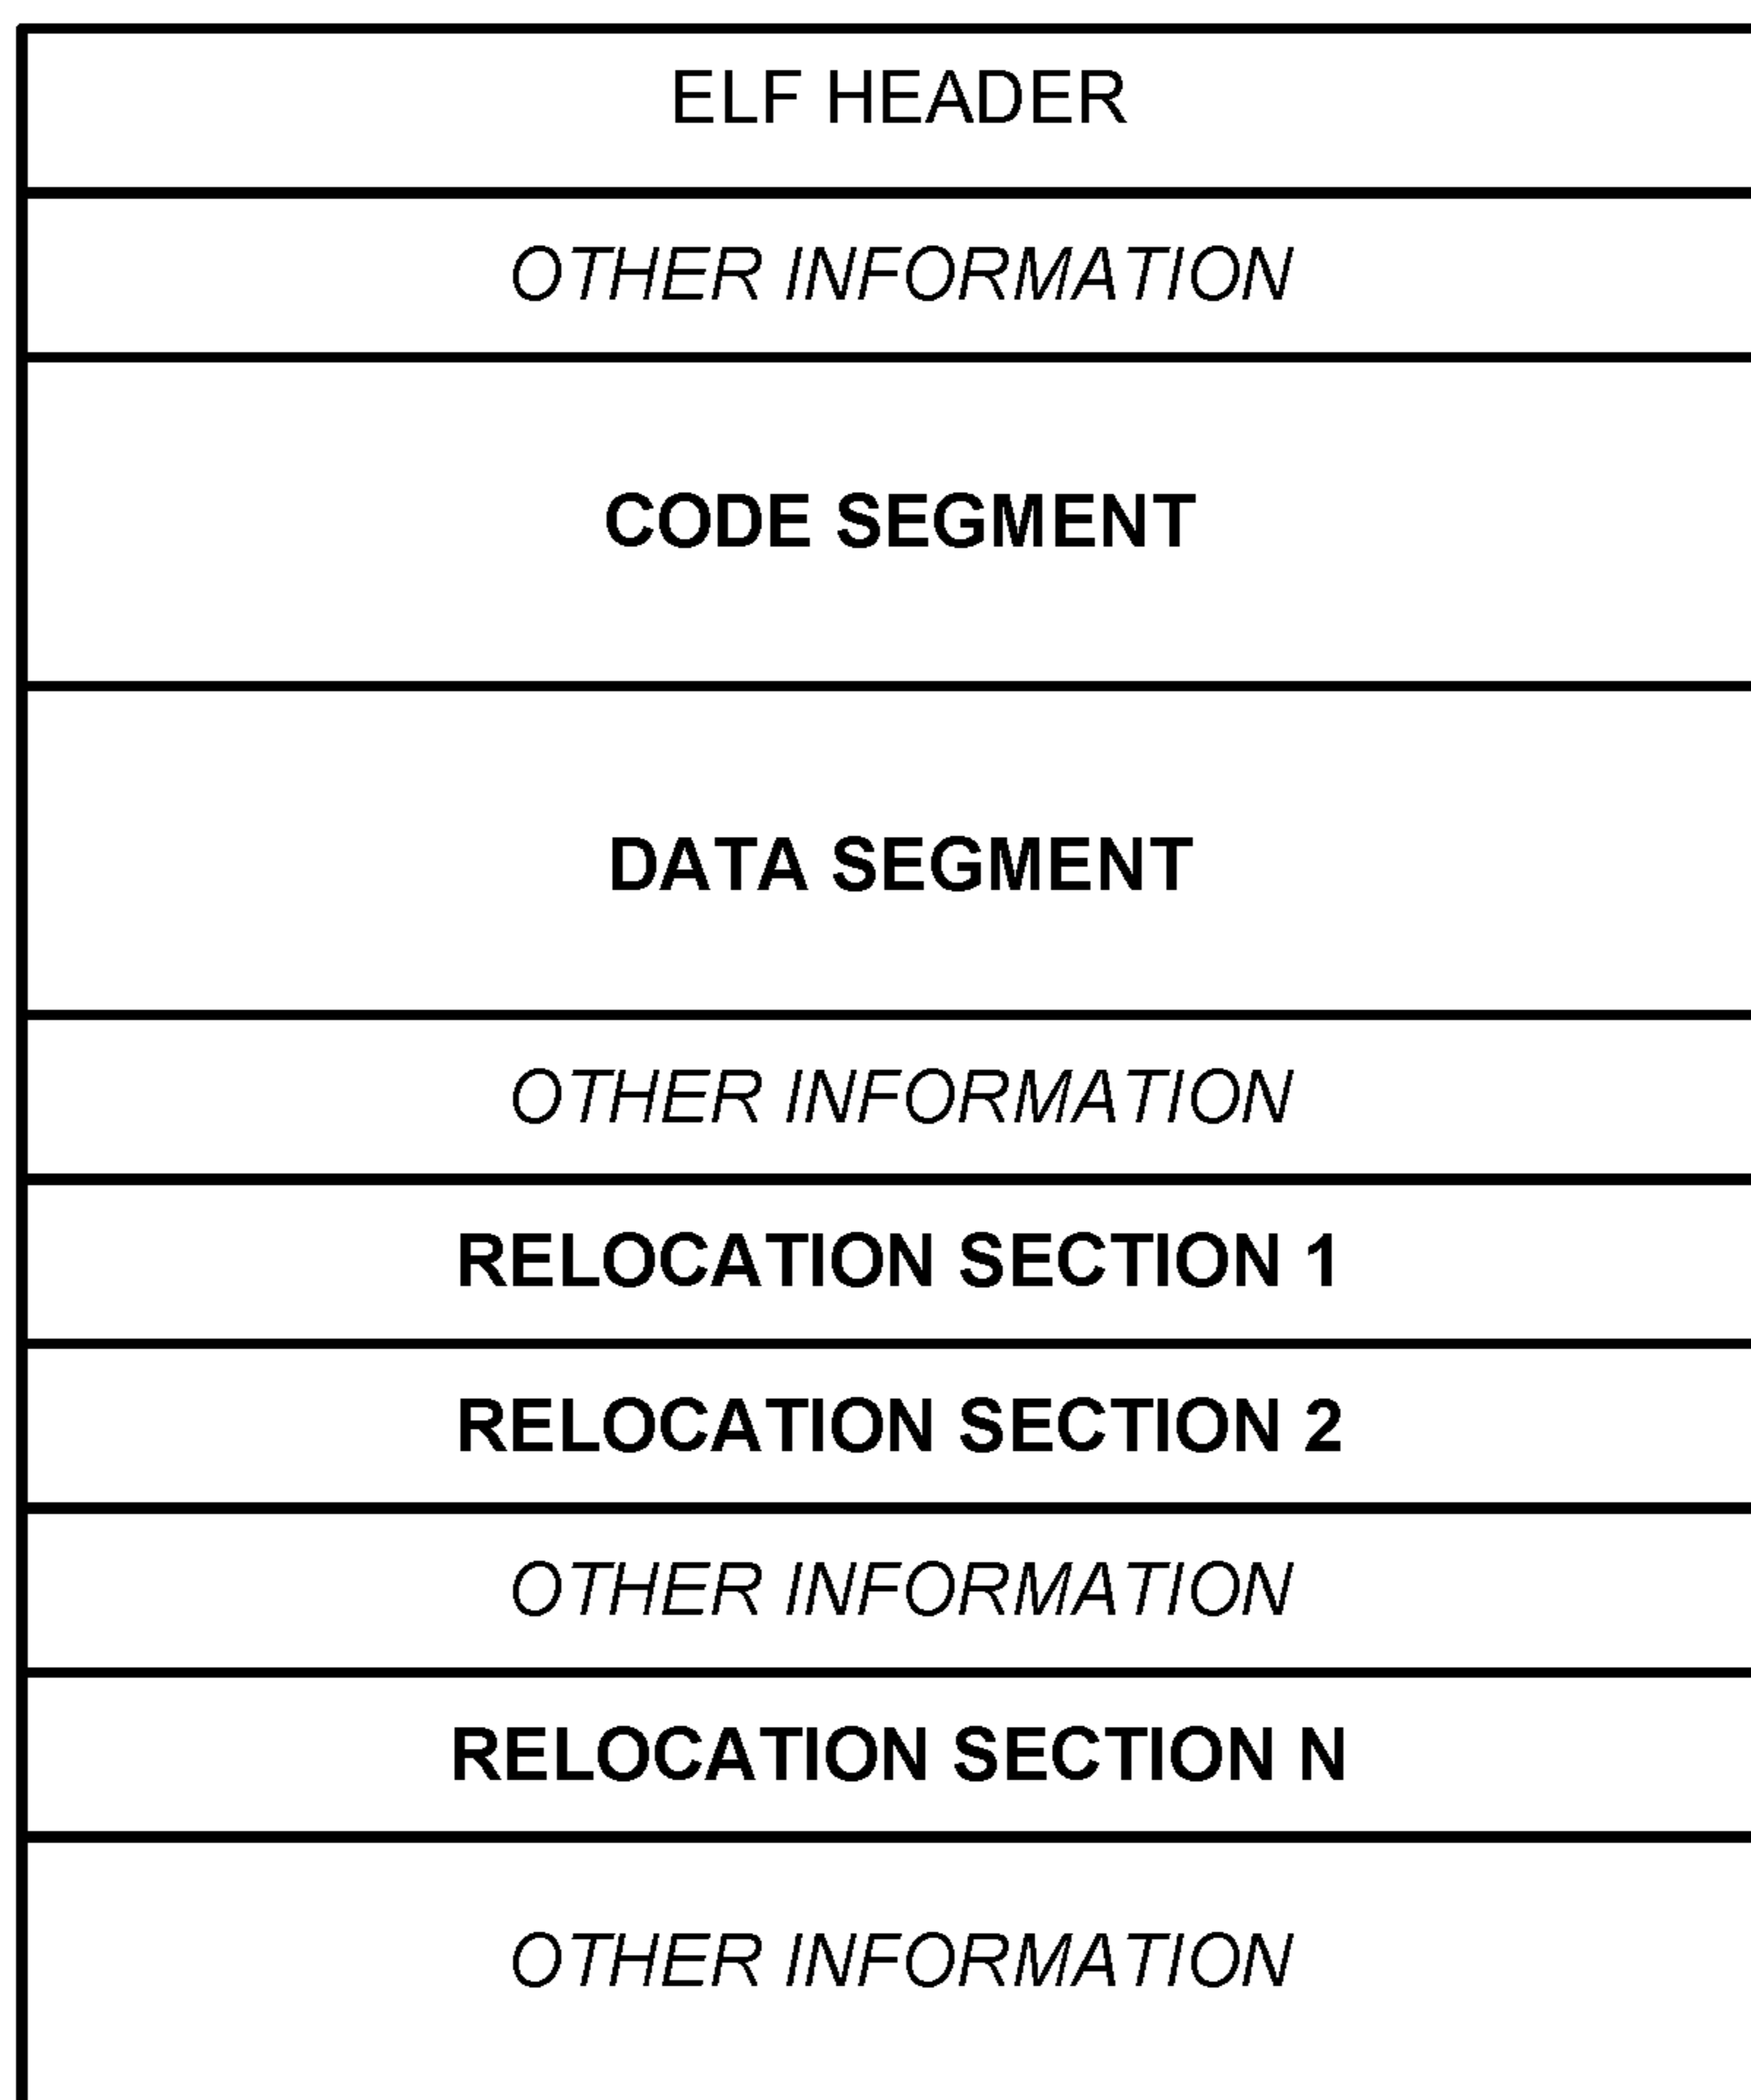 ELF HEADER
OTHER INFORMATION
CODE SEGMENT
DATA SEGMENT
OTHER INFORMATION
RELOCATION SECTION 1
RELOCATION SECTION 2
OTHER INFORMATION
RELOCATION SECTION N
OTHER INFORMATION